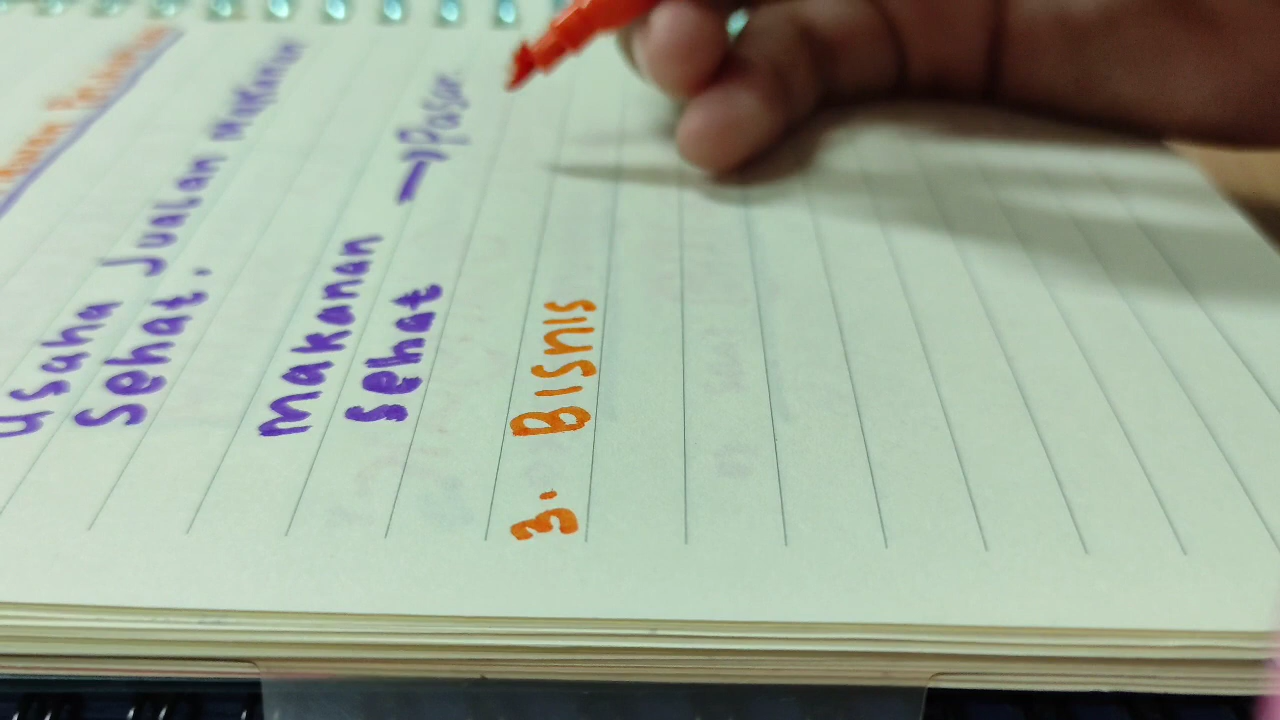 usaha Jualan makanan
sehat.
makanan
sehat → Pasar
3. Bisnis